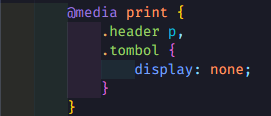 @media print {
.header p,
.tombol {
display: none;
}
}